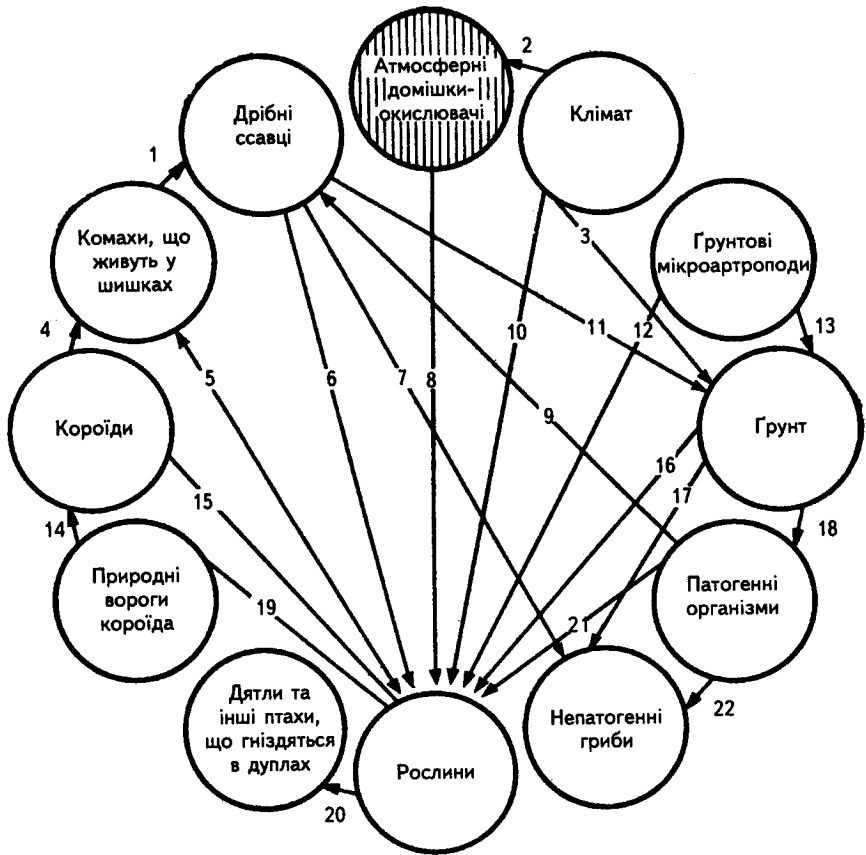 Атмосферні
домішки-
окислювачі
2
Клімат
Дрібні
ссавці
1
Комахи, що
живуть у
шишках
3
Ґрунтові
мікроартроподи
4
5
6
7
8
9
10
11
12
13
Короїди
Ґрунт
14
15
16
17
18
Природні
вороги
короїда
19
Патогенні
організми
21
22
Дятли та
інші птахи,
що гніздяться
в дуплах
20
Рослини
Непатогенні
гриби